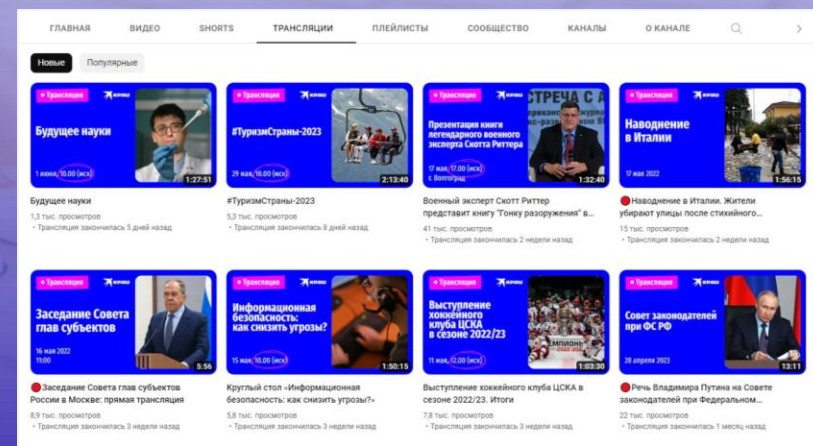 ГЛАВНАЯ ВИДЕО SHORTS ТРАНСЛЯЦИИ ПЛЕЙЛИСТЫ СООБЩЕСТВО КАНАЛЫ О КАНАЛЕ
Новые Популярные
• Трансляция
Будущее науки
1 июня, 10.00 (мск)
1:27:51
Будущее науки
1,3 тыс. просмотров
• Трансляция закончилась 5 дней назад
• Трансляция
#ТуризмСтраны-2023
29 мая, 10.00 (мск)
2:13:40
#ТуризмСтраны-2023
5,3 тыс. просмотров
• Трансляция закончилась 8 дней назад
• Трансляция
Презентация книги
легендарного военного
эксперта Скотта Риттера
17 мая, 17.00 (мск)
г. Волгоград
1:32:40
Военный эксперт Скотт Риттер
представит книгу "Гонку разоружения" в...
41 тыс. просмотров
• Трансляция закончилась 2 недели назад
• Трансляция
Наводнение
в Италии
17 мая 2022
1:56:15
Наводнение в Италии. Жители
убирают улицы после стихийного...
15 тыс. просмотров
• Трансляция закончилась 2 недели назад
• Трансляция
Заседание Совета
глав субъектов
16 мая 2022
11:00
5:56
Заседание Совета глав субъектов
России в Москве: прямая трансляция
8,9 тыс. просмотров
• Трансляция закончилась 3 недели назад
• Трансляция
Информационная
безопасность:
как снизить угрозы?
15 мая, 10.00 (мск)
1:50:15
Круглый стол «Информационная
безопасность: как снизить угрозы?»
5,8 тыс. просмотров
• Трансляция закончилась 3 недели назад
• Трансляция
Выступление
хоккейного
клуба ЦСКА
в сезоне 2022/23
11 мая, 12.00 (мск)
1:03:30
Выступление хоккейного клуба ЦСКА в
сезоне 2022/23. Итоги
7,8 тыс. просмотров
• Трансляция закончилась 3 недели назад
• Трансляция
Совет законодателей
при ФС РФ
28 апреля 2023
13:11
Речь Владимира Путина на Совете
законодателей при Федеральном...
22 тыс. просмотров
• Трансляция закончилась 1 месяц назад